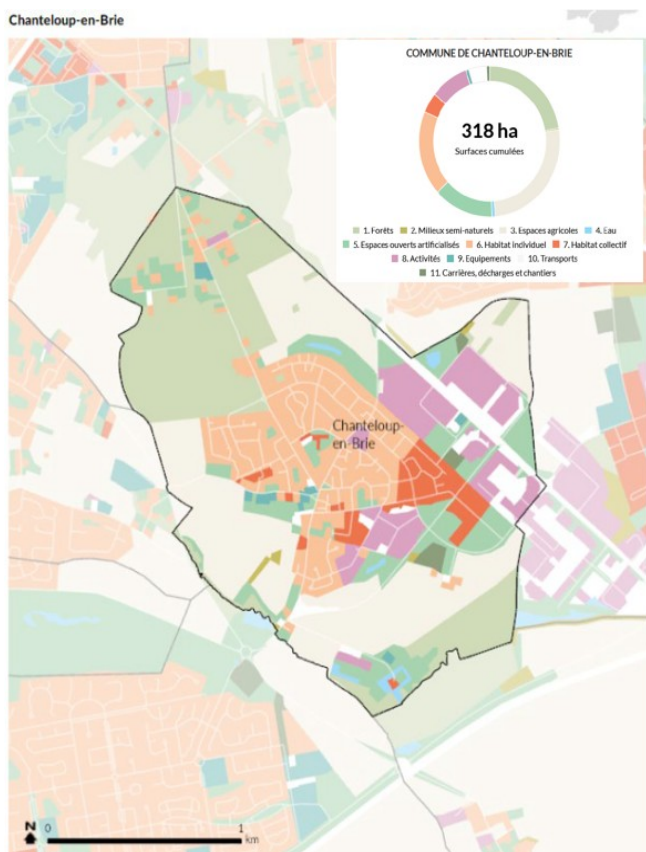 Chanteloup-en-Brie
COMMUNE DE CHANTELOUP-EN-BRIE
318 ha
Surfaces cumulées
1. Forêts 2. Milieux semi-naturels 3. Espaces agricoles 4. Eau
5. Espaces ouverts artificialisés 6. Habitat individuel 7. Habitat collectif
8. Activités 9. Equipements 10. Transports
11. Carrières, décharges et chantiers
Chanteloup-
en-Brie
N 0 1
km